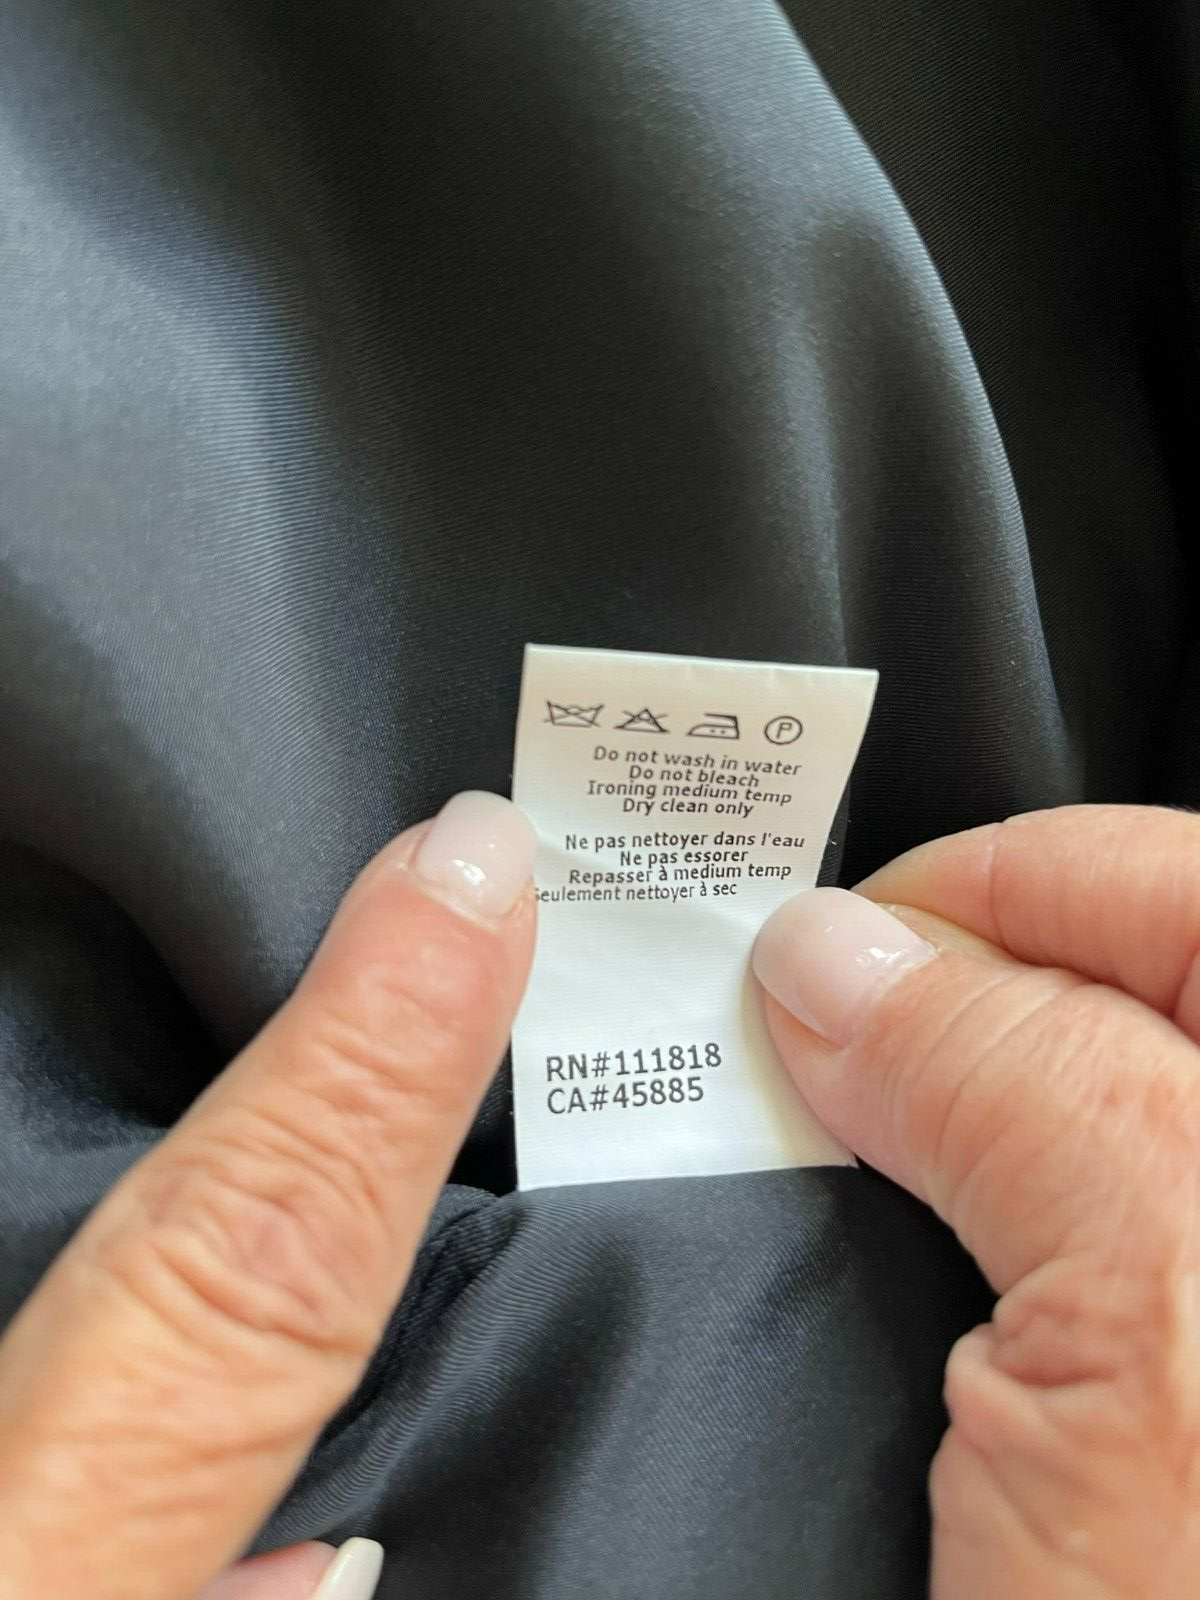 P
Do not wash in water
Do not bleach
Ironing medium temp
Dry clean only
Ne pas nettoyer dans l'eau
Ne pas essorer
Repasser à medium temp
Seulement nettoyer à sec
RN#111818
CA#45885